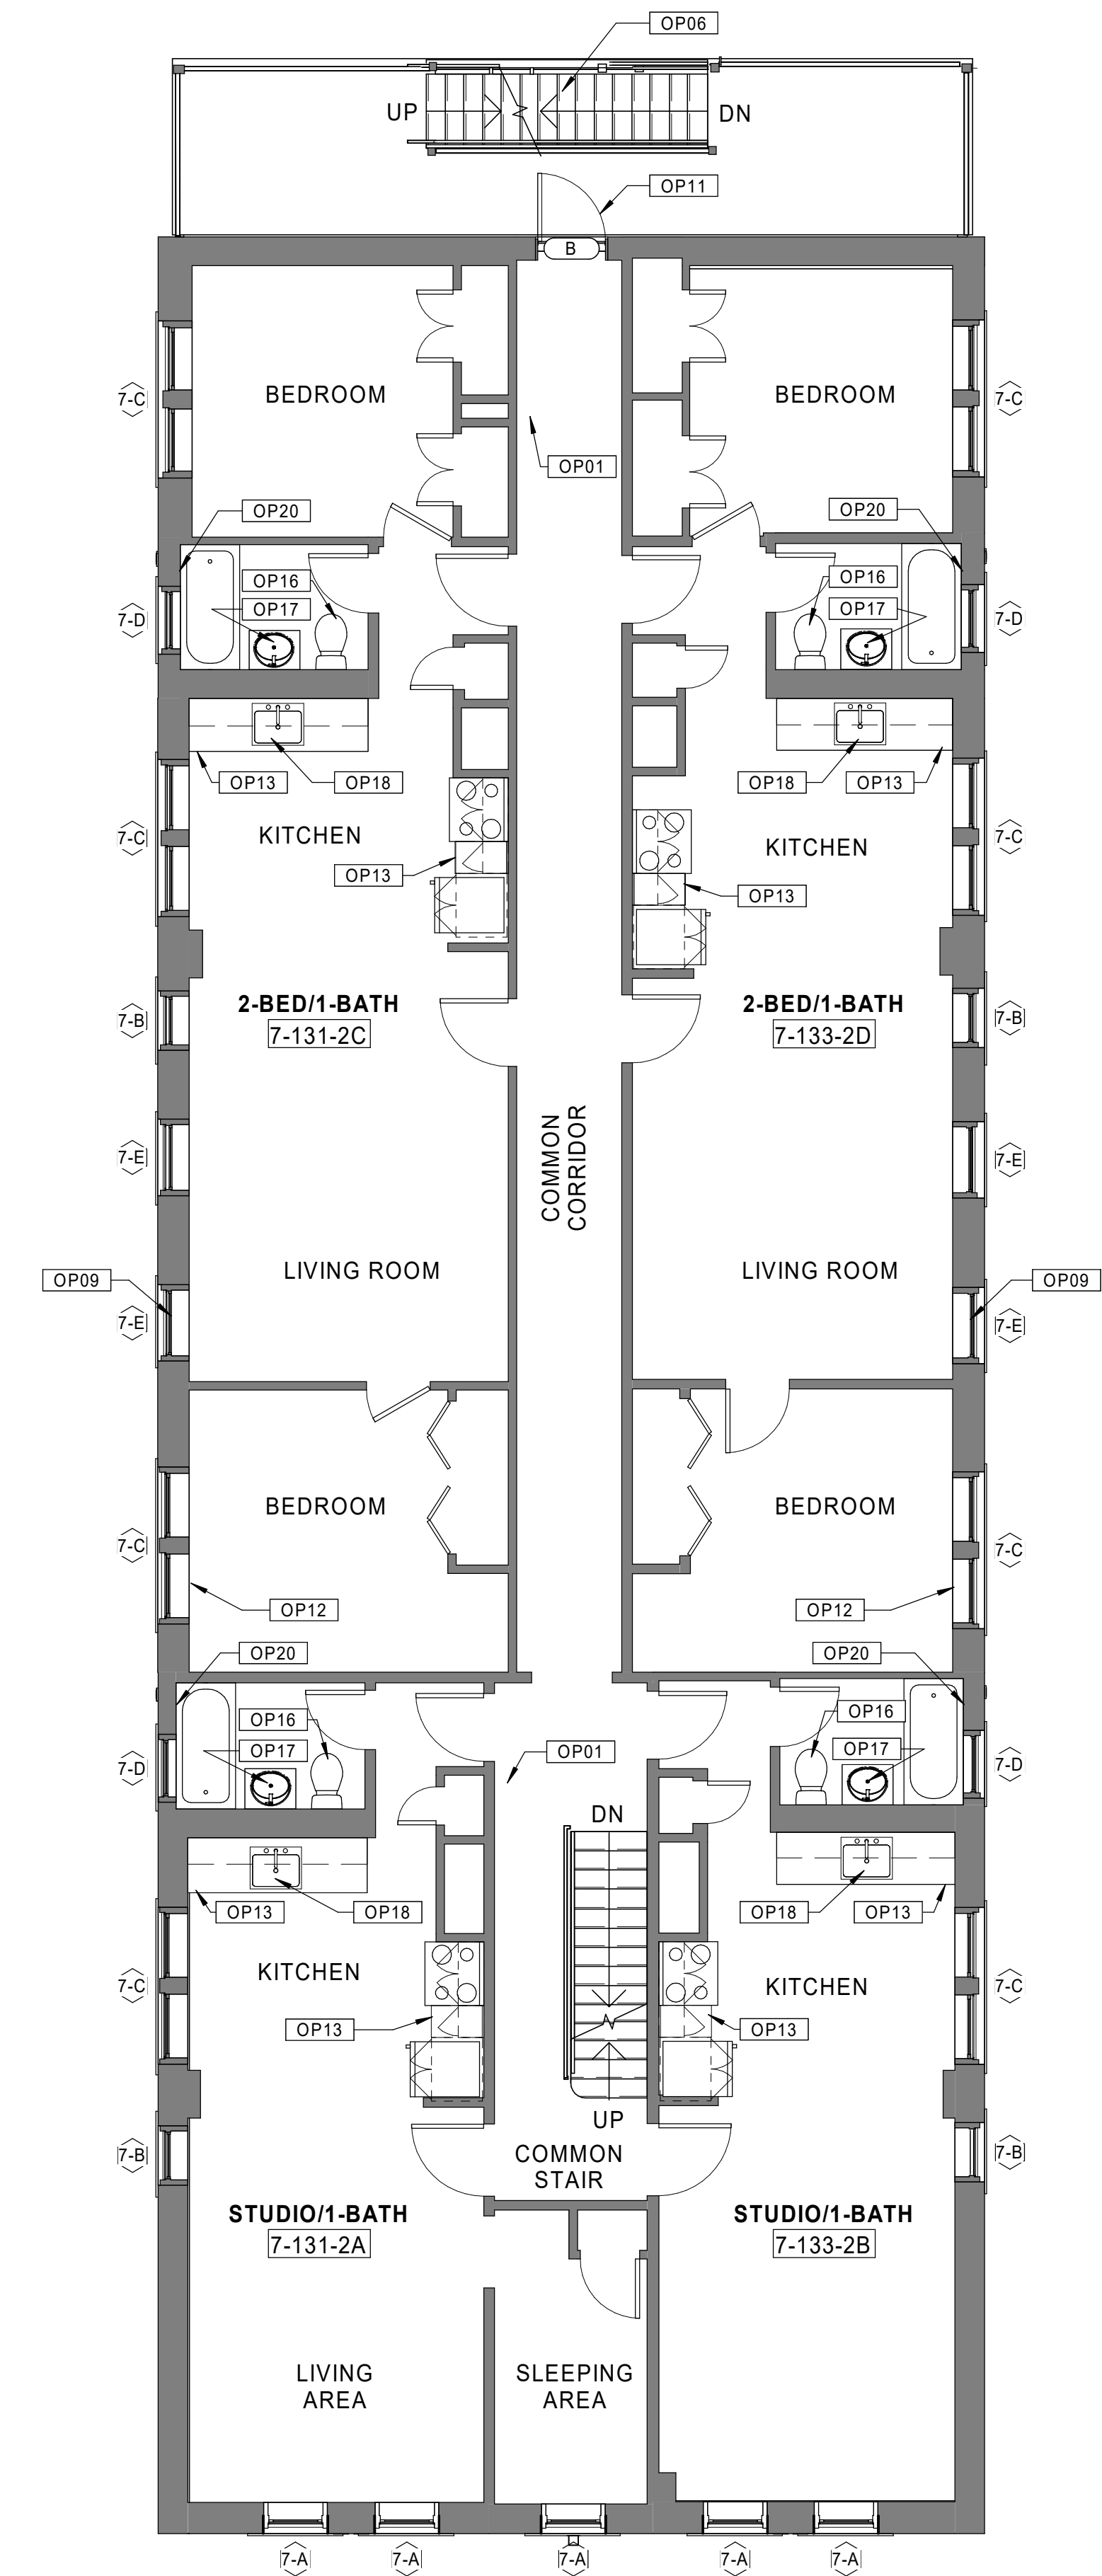 OP06
UP
DN
OP11
B
BEDROOM
BEDROOM
7-C
7-C
OP01
OP20
OP20
OP16
OP16
OP17
OP17
7-D
7-D
OP13
OP18
OP18
OP13
KITCHEN
KITCHEN
7-C
7-C
OP13
OP13
2-BED/1-BATH
7-131-2C
2-BED/1-BATH
7-133-2D
7-B
7-B
COMMON
CORRIDOR
7-E
7-E
LIVING ROOM
LIVING ROOM
OP09
OP09
7-E
7-E
BEDROOM
BEDROOM
7-C
7-C
OP12
OP12
OP20
OP20
OP16
OP16
OP17
OP01
OP17
7-D
7-D
DN
OP13
OP18
OP18
OP13
KITCHEN
KITCHEN
7-C
7-C
OP13
OP13
UP
COMMON
STAIR
7-B
7-B
STUDIO/1-BATH
7-131-2A
STUDIO/1-BATH
7-133-2B
LIVING
AREA
SLEEPING
AREA
7-A
7-A
7-A
7-A
7-A